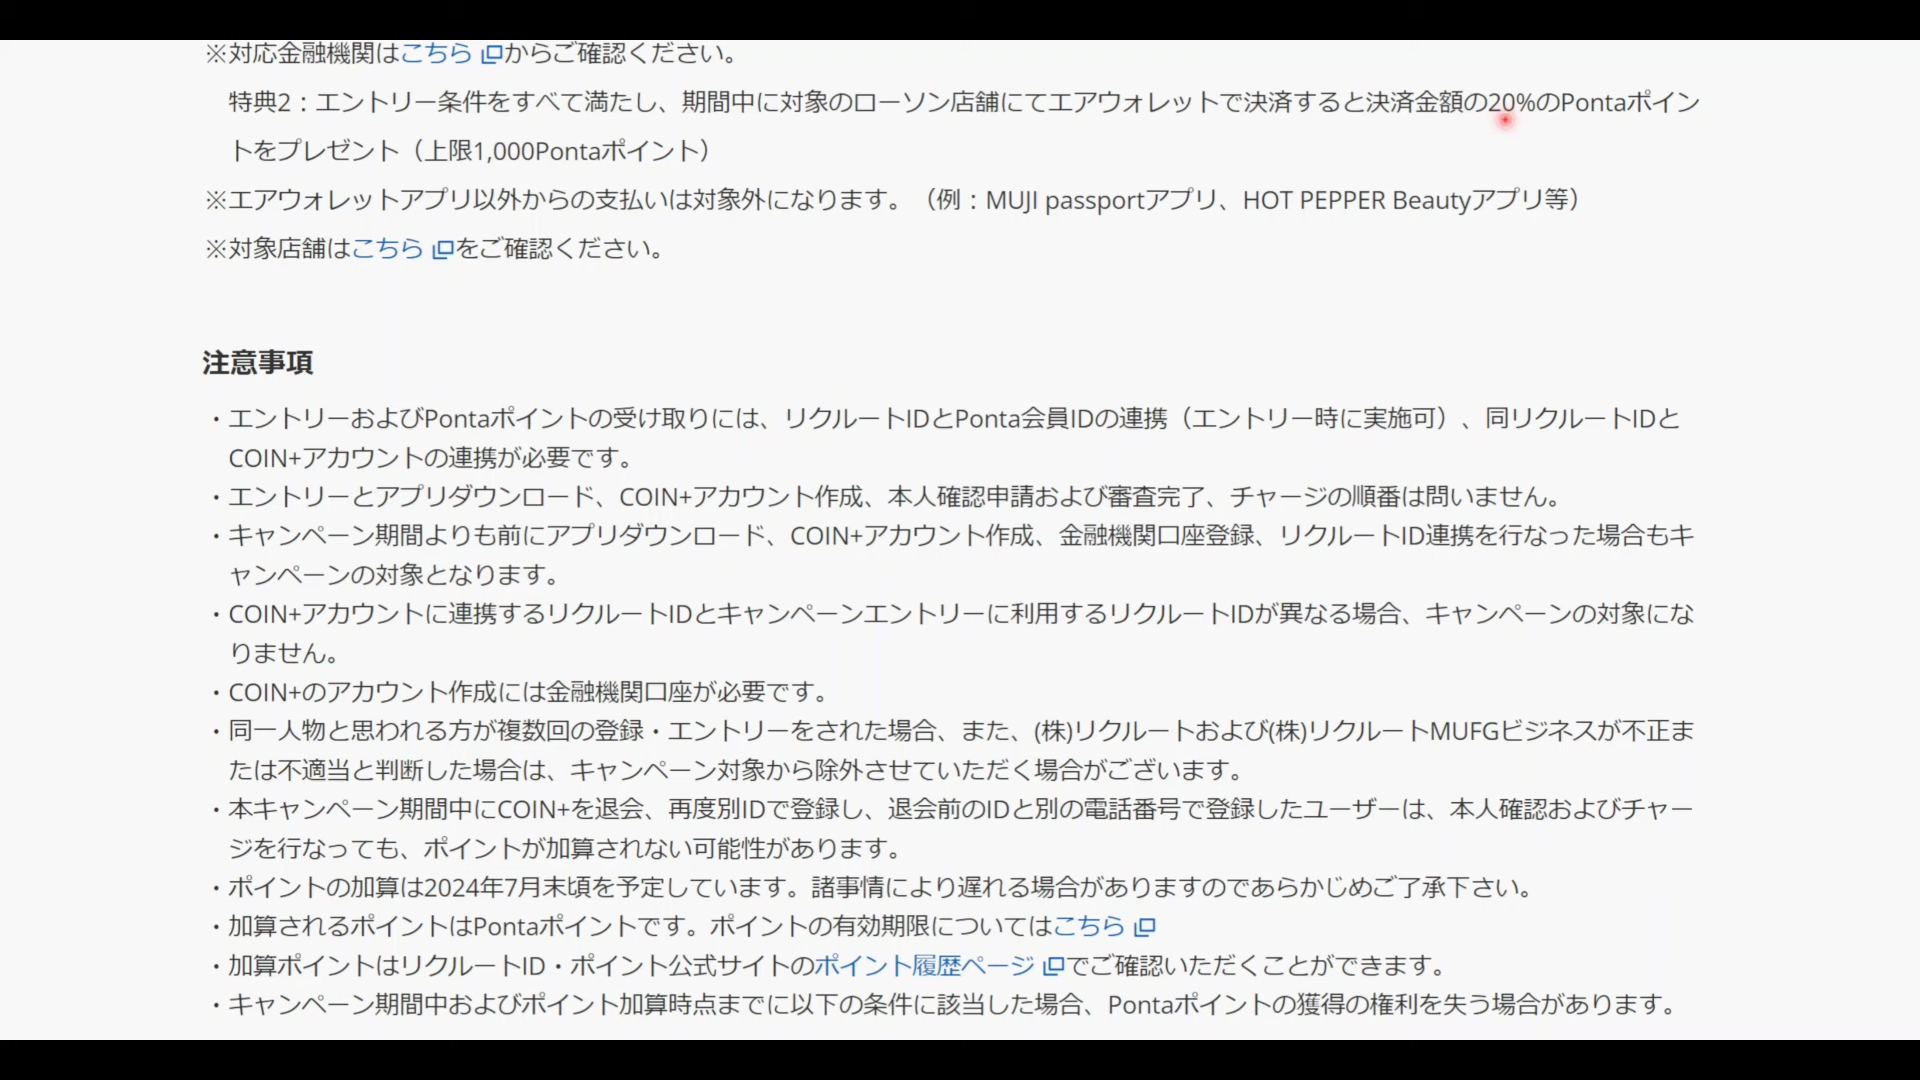 ※対応金融機関はこちら からご確認ください。
特典2：エントリー条件をすべて満たし、期間中に対象のローソン店舗にてエアウォレットで決済すると決済金額の20%のPontaポイン
トをプレゼント（上限1,000Pontaポイント）
※エアウォレットアプリ以外からの支払いは対象外になります。（例：MUJI passportアプリ、HOT PEPPER Beautyアプリ等）
※対象店舗はこちら をご確認ください。
注意事項
・エントリーおよびPontaポイントの受け取りには、リクルートIDとPonta会員IDの連携（エントリー時に実施可）、同リクルートIDと
COIN+アカウントの連携が必要です。
・エントリーとアプリダウンロード、COIN+アカウント作成、本人確認申請および審査完了、チャージの順番は問いません。
・キャンペーン期間よりも前にアプリダウンロード、COIN+アカウント作成、金融機関口座登録、リクルートID連携を行なった場合もキ
ャンペーンの対象となります。
・COIN+アカウントに連携するリクルートIDとキャンペーンエントリーに利用するリクルートIDが異なる場合、キャンペーンの対象にな
りません。
・COIN+のアカウント作成には金融機関口座が必要です。
・同一人物と思われる方が複数回の登録・エントリーをされた場合、また、(株)リクルートおよび(株)リクルートMUFGビジネスが不正ま
たは不適当と判断した場合は、キャンペーン対象から除外させていただく場合がございます。
・本キャンペーン期間中にCOIN+を退会、再度別IDで登録し、退会前のIDと別の電話番号で登録したユーザーは、本人確認およびチャー
ジを行なっても、ポイントが加算されない可能性があります。
・ポイントの加算は2024年7月末頃を予定しています。諸事情により遅れる場合がありますのであらかじめご了承下さい。
・加算されるポイントはPontaポイントです。ポイントの有効期限についてはこちら
・加算ポイントはリクルートID・ポイント公式サイトのポイント履歴ページ でご確認いただくことができます。
・キャンペーン期間中およびポイント加算時点までに以下の条件に該当した場合、Pontaポイントの獲得の権利を失う場合があります。